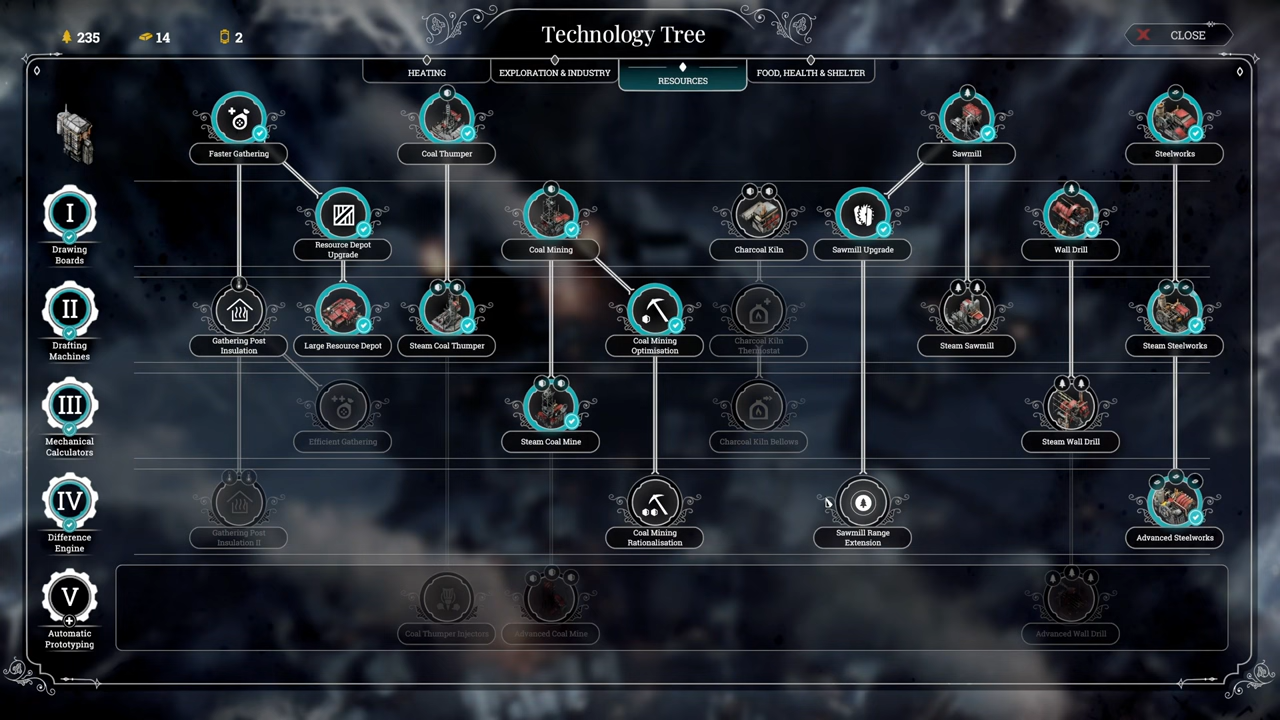 235
14
2
Technology Tree
CLOSE
HEATING
EXPLORATION & INDUSTRY
RESOURCES
FOOD, HEALTH & SHELTER
Faster Gathering
Coal Thumper
Sawmill
Steelworks
I
Drawing
Boards
Resource Depot
Upgrade
Coal Mining
Charcoal Kiln
Sawmill Upgrade
Wall Drill
II
Drafting
Machines
Gathering Post
Insulation
Large Resource Depot
Steam Coal Thumper
Coal Mining
Optimisation
Charcoal Kiln
Thermostat
Steam Sawmill
Steam Steelworks
III
Mechanical
Calculators
Efficient Gathering
Steam Coal Mine
Charcoal Kiln Bellows
Steam Wall Drill
IV
Difference
Engine
Gathering Post
Insulation II
Coal Mining
Rationalisation
Sawmill Range
Extension
Advanced Steelworks
V
Automatic
Prototyping
Coal Thumper Injectors
Advanced Coal Mine
Advanced Wall Drill